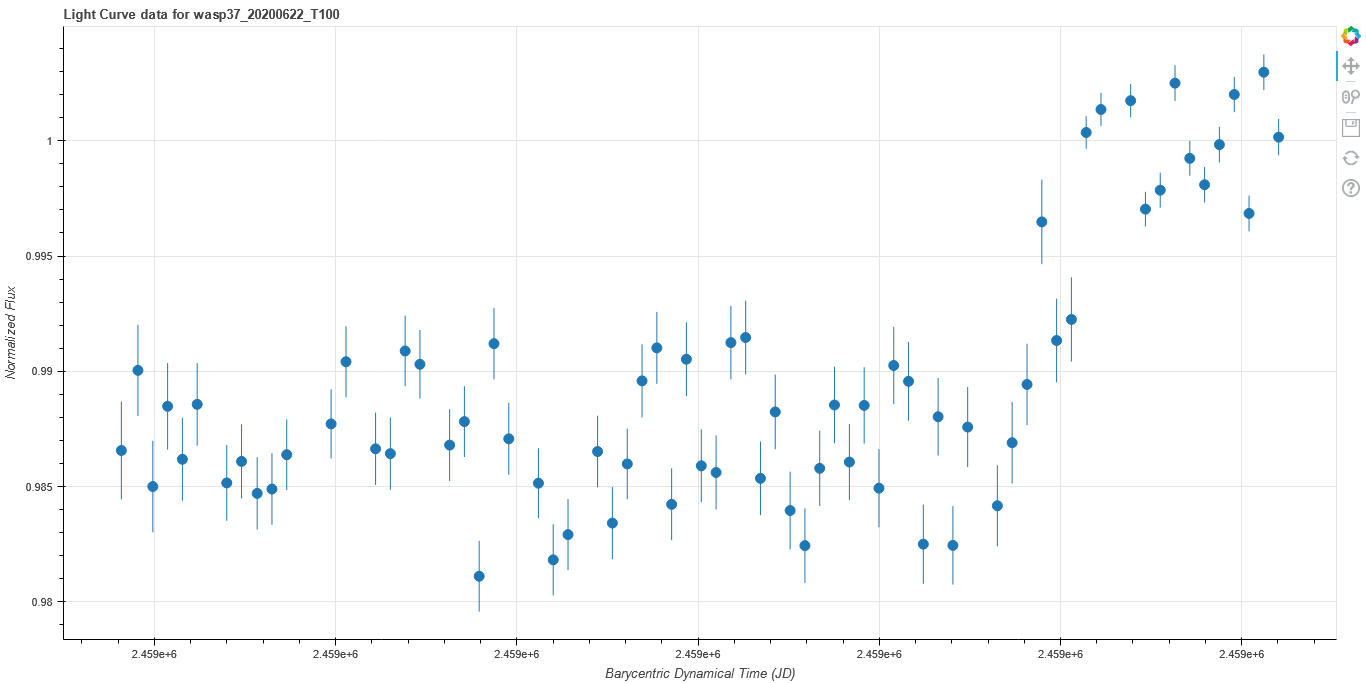 Light Curve data for wasp37_20200622_T100
1
0.995
0.99
0.985
0.98
Normalized Flux
2.459e+6 2.459e+6 2.459e+6 2.459e+6 2.459e+6 2.459e+6 2.459e+6
Barycentric Dynamical Time (JD)